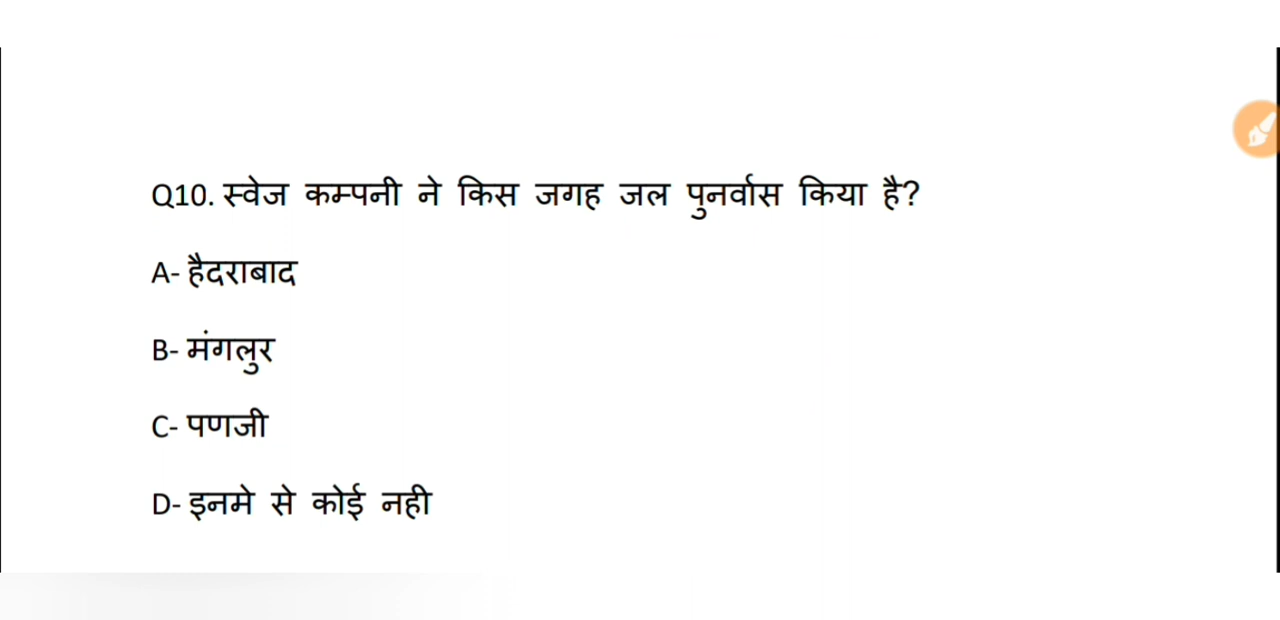 Q10. स्वेज कम्पनी ने किस जगह जल पुनर्वास किया है?
A- हैदराबाद
B- मंगलुर
C- पणजी
D- इनमे से कोई नही